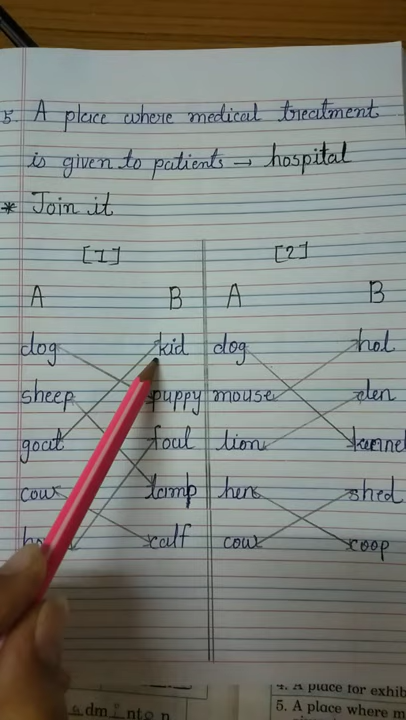 5. A place where medical treatment
is given to patients → hospital
* Join it
[1] [2]
A B A B
dog kid dog hol
sheep puppy mouse den
goat foal lion kennel
cow lamp hen shed
calf cow coop
4. A place for exhib
5. A place where m